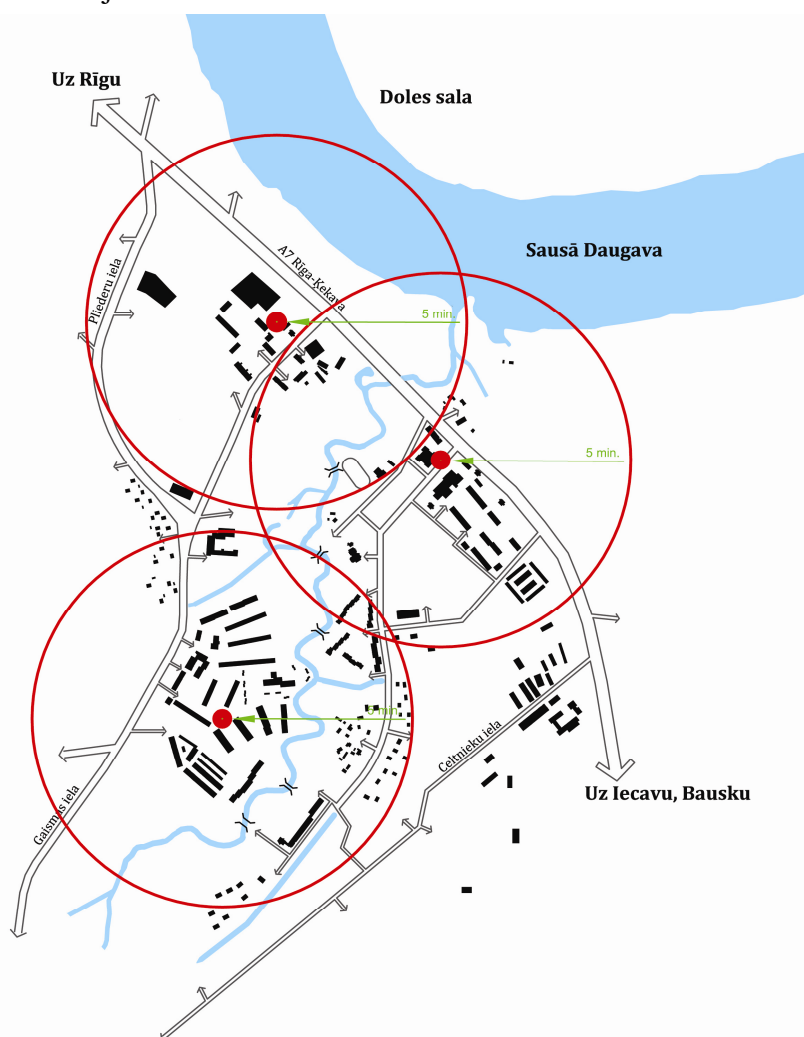 Uz Rīgu
Doles sala
Sausā Daugava
A7 Rīga-Ķekava
Pliederu iela
5 min.
5 min.
5 min.
Celtnieku iela
Uz Iecavu, Bausku
Gaismas iela